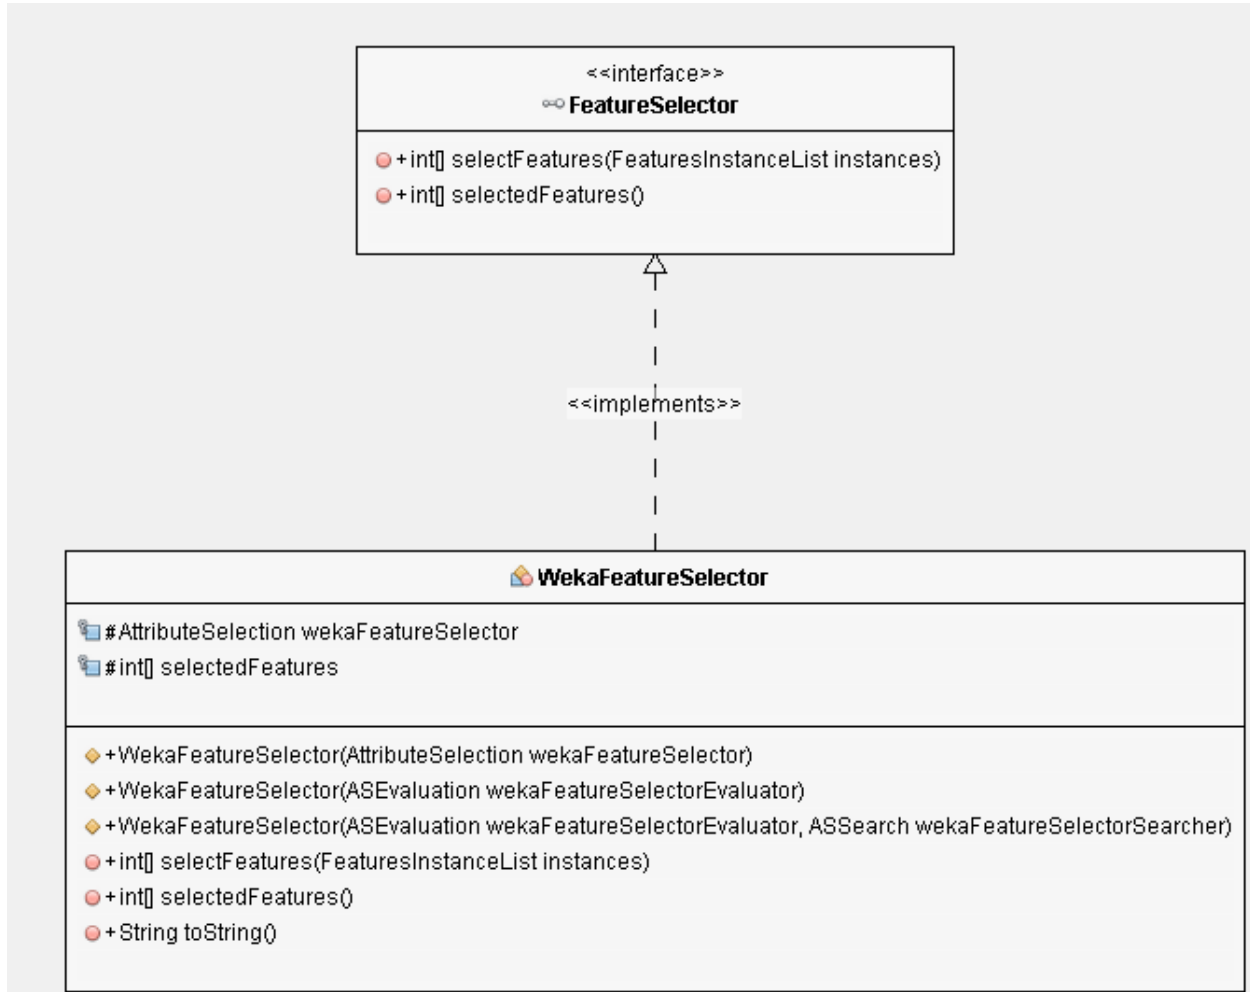 <<interface>>
FeatureSelector
+int[] selectFeatures(FeaturesInstanceList instances)
+int[] selectedFeatures()
<<implements>>
WekaFeatureSelector
#AttributeSelection wekaFeatureSelector
#int[] selectedFeatures
+WekaFeatureSelector(AttributeSelection wekaFeatureSelector)
+WekaFeatureSelector(ASEvaluation wekaFeatureSelectorEvaluator)
+WekaFeatureSelector(ASEvaluation wekaFeatureSelectorEvaluator, ASSearch wekaFeatureSelectorSearcher)
+int[] selectFeatures(FeaturesInstanceList instances)
+int[] selectedFeatures()
+String toString()